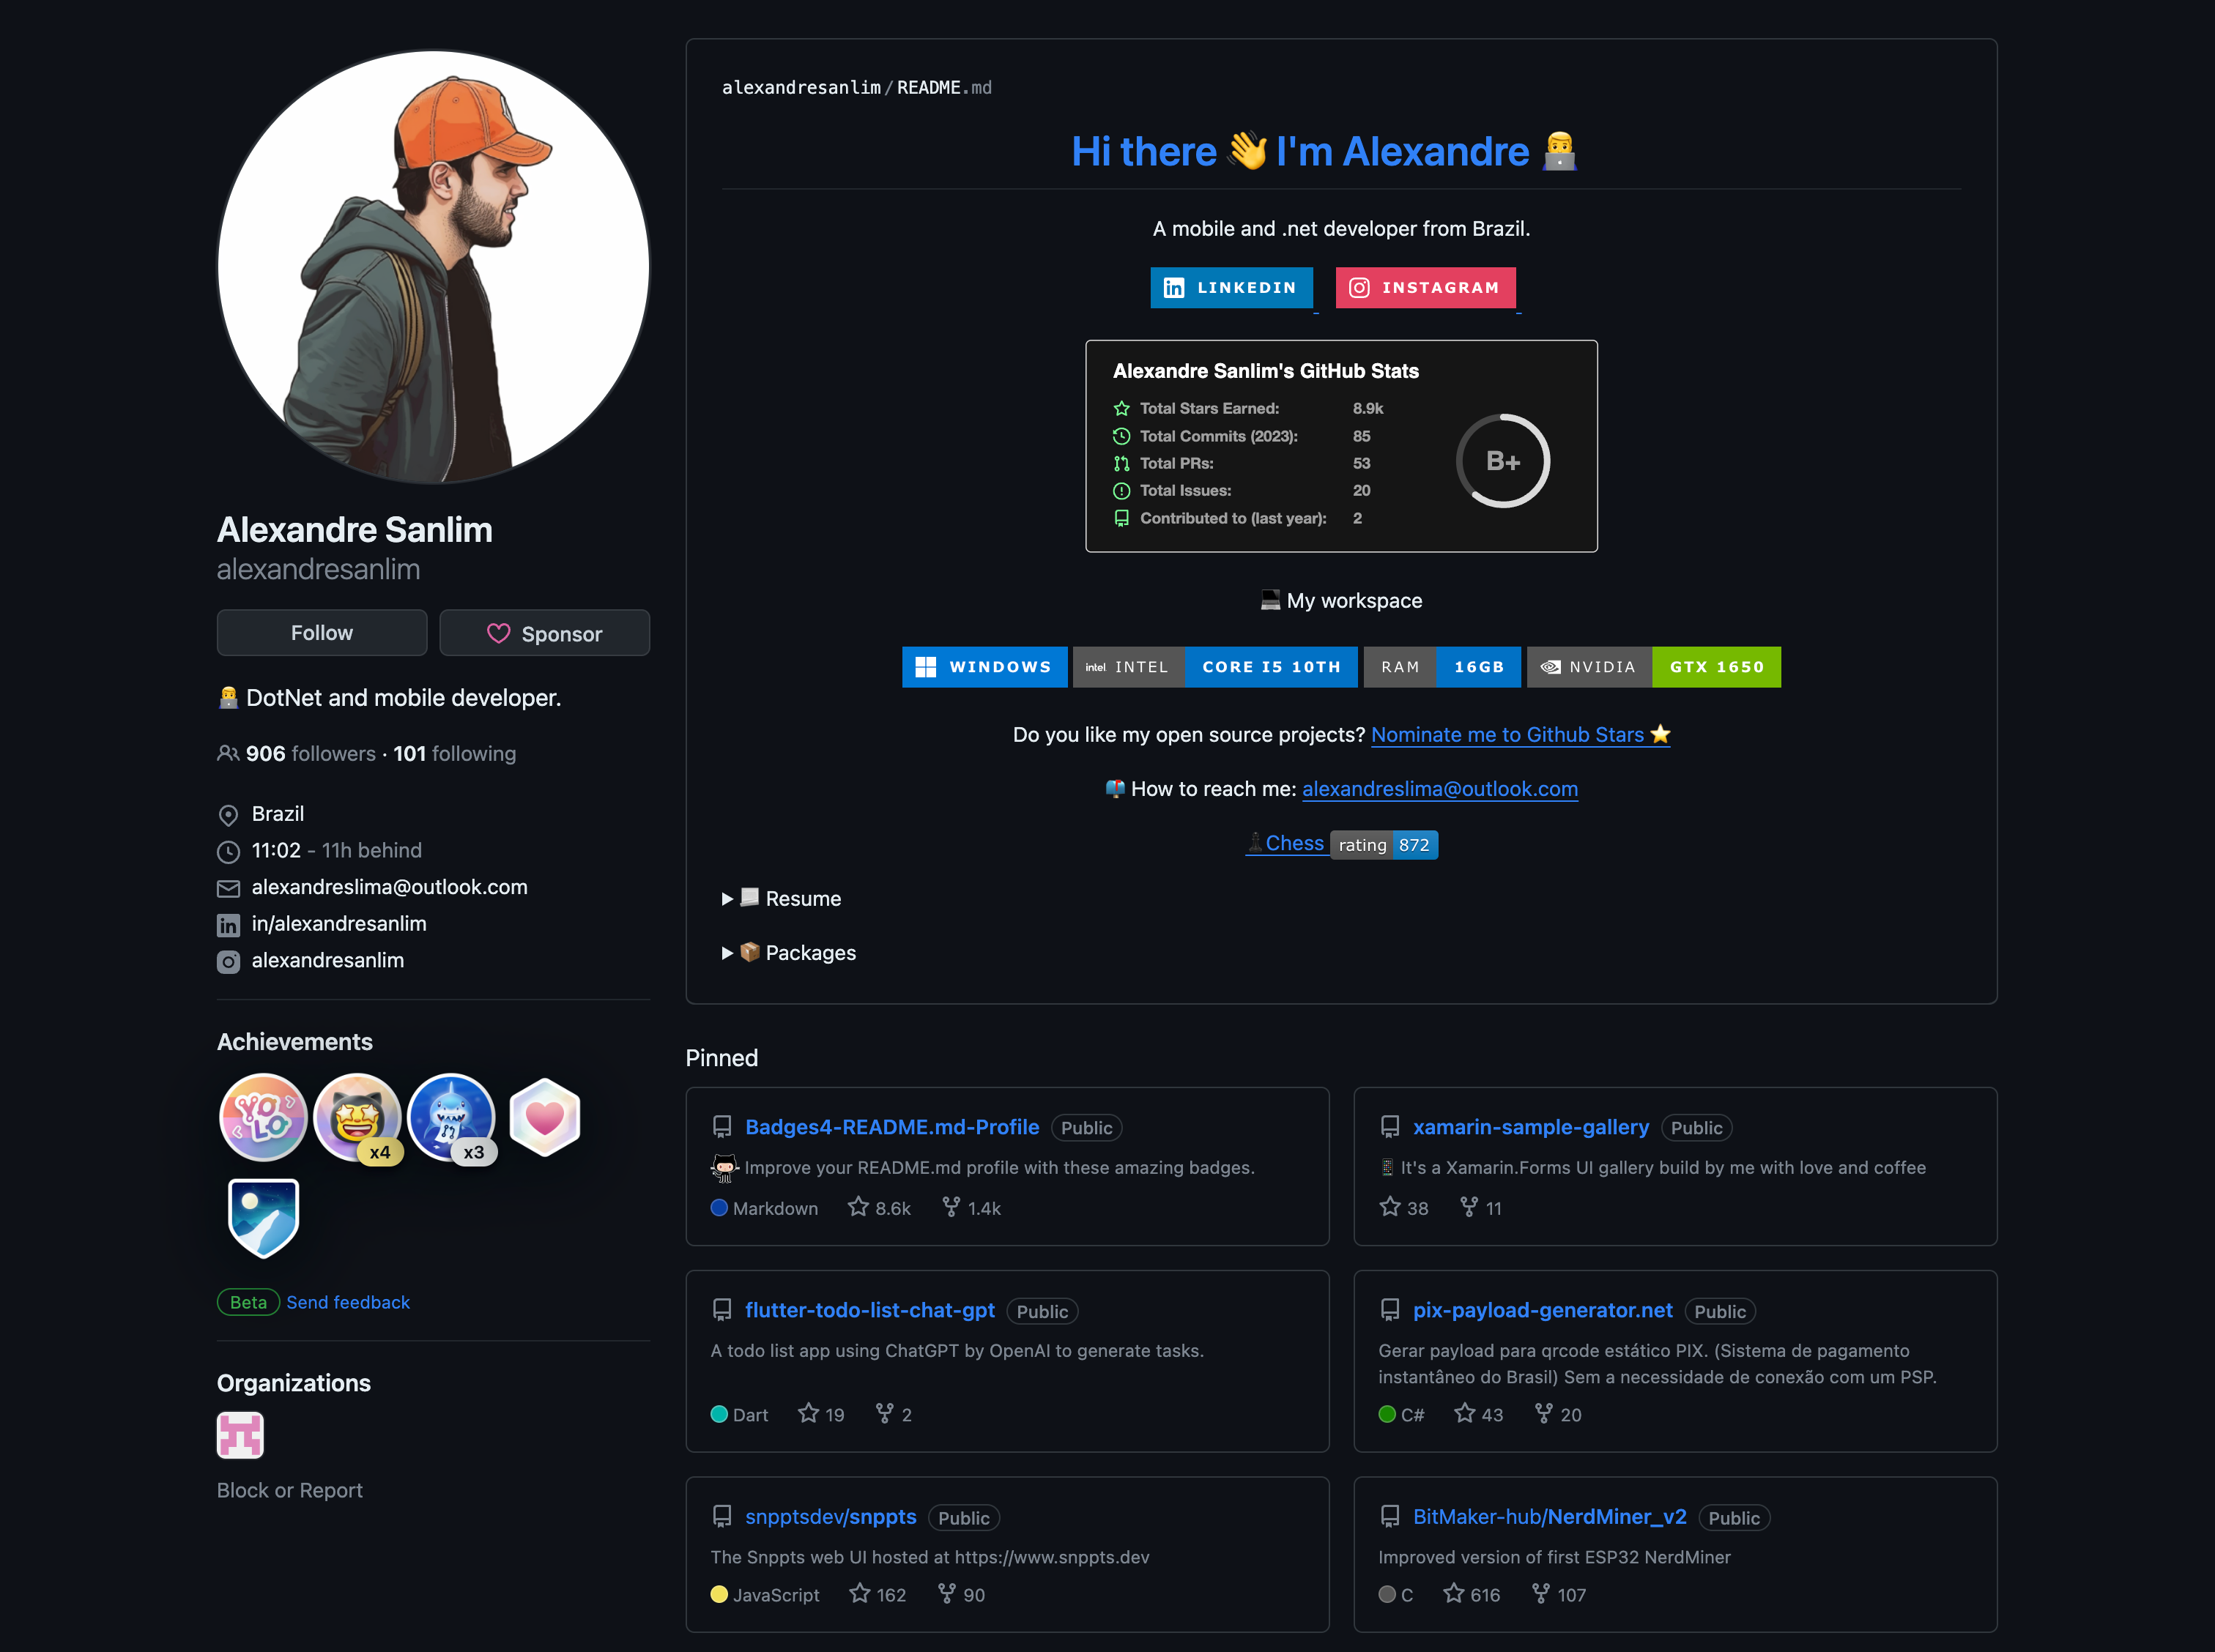 Alexandre Sanlim
alexandresanlim
Follow
Sponsor
👨‍💻 DotNet and mobile developer.
906 followers · 101 following
Brazil
11:02 - 11h behind
alexandreslima@outlook.com
in/alexandresanlim
alexandresanlim
Achievements
YOLO
x4
x3
Beta Send feedback
Organizations
Block or Report
alexandresanlim/README.md
Hi there 👋 I'm Alexandre 👨‍💻
A mobile and .net developer from Brazil.
LINKEDIN INSTAGRAM
Alexandre Sanlim's GitHub Stats
Total Stars Earned: 8.9k
Total Commits (2023): 85
Total PRs: 53
Total Issues: 20
Contributed to (last year): 2
B+
💻 My workspace
WINDOWS intel INTEL CORE I5 10TH RAM 16GB NVIDIA GTX 1650
Do you like my open source projects? Nominate me to Github Stars ⭐
📫 How to reach me: alexandreslima@outlook.com
♟️Chess rating 872
▶ 📃 Resume
▶ 📦 Packages
Pinned
Badges4-README.md-Profile Public
Improve your README.md profile with these amazing badges.
Markdown 8.6k 1.4k
xamarin-sample-gallery Public
📱 It's a Xamarin.Forms UI gallery build by me with love and coffee
38 11
flutter-todo-list-chat-gpt Public
A todo list app using ChatGPT by OpenAI to generate tasks.
Dart 19 2
pix-payload-generator.net Public
Gerar payload para qrcode estático PIX. (Sistema de pagamento
instantâneo do Brasil) Sem a necessidade de conexão com um PSP.
C# 43 20
snpptsdev/snppts Public
The Snppts web UI hosted at https://www.snppts.dev
JavaScript 162 90
BitMaker-hub/NerdMiner_v2 Public
Improved version of first ESP32 NerdMiner
C 616 107